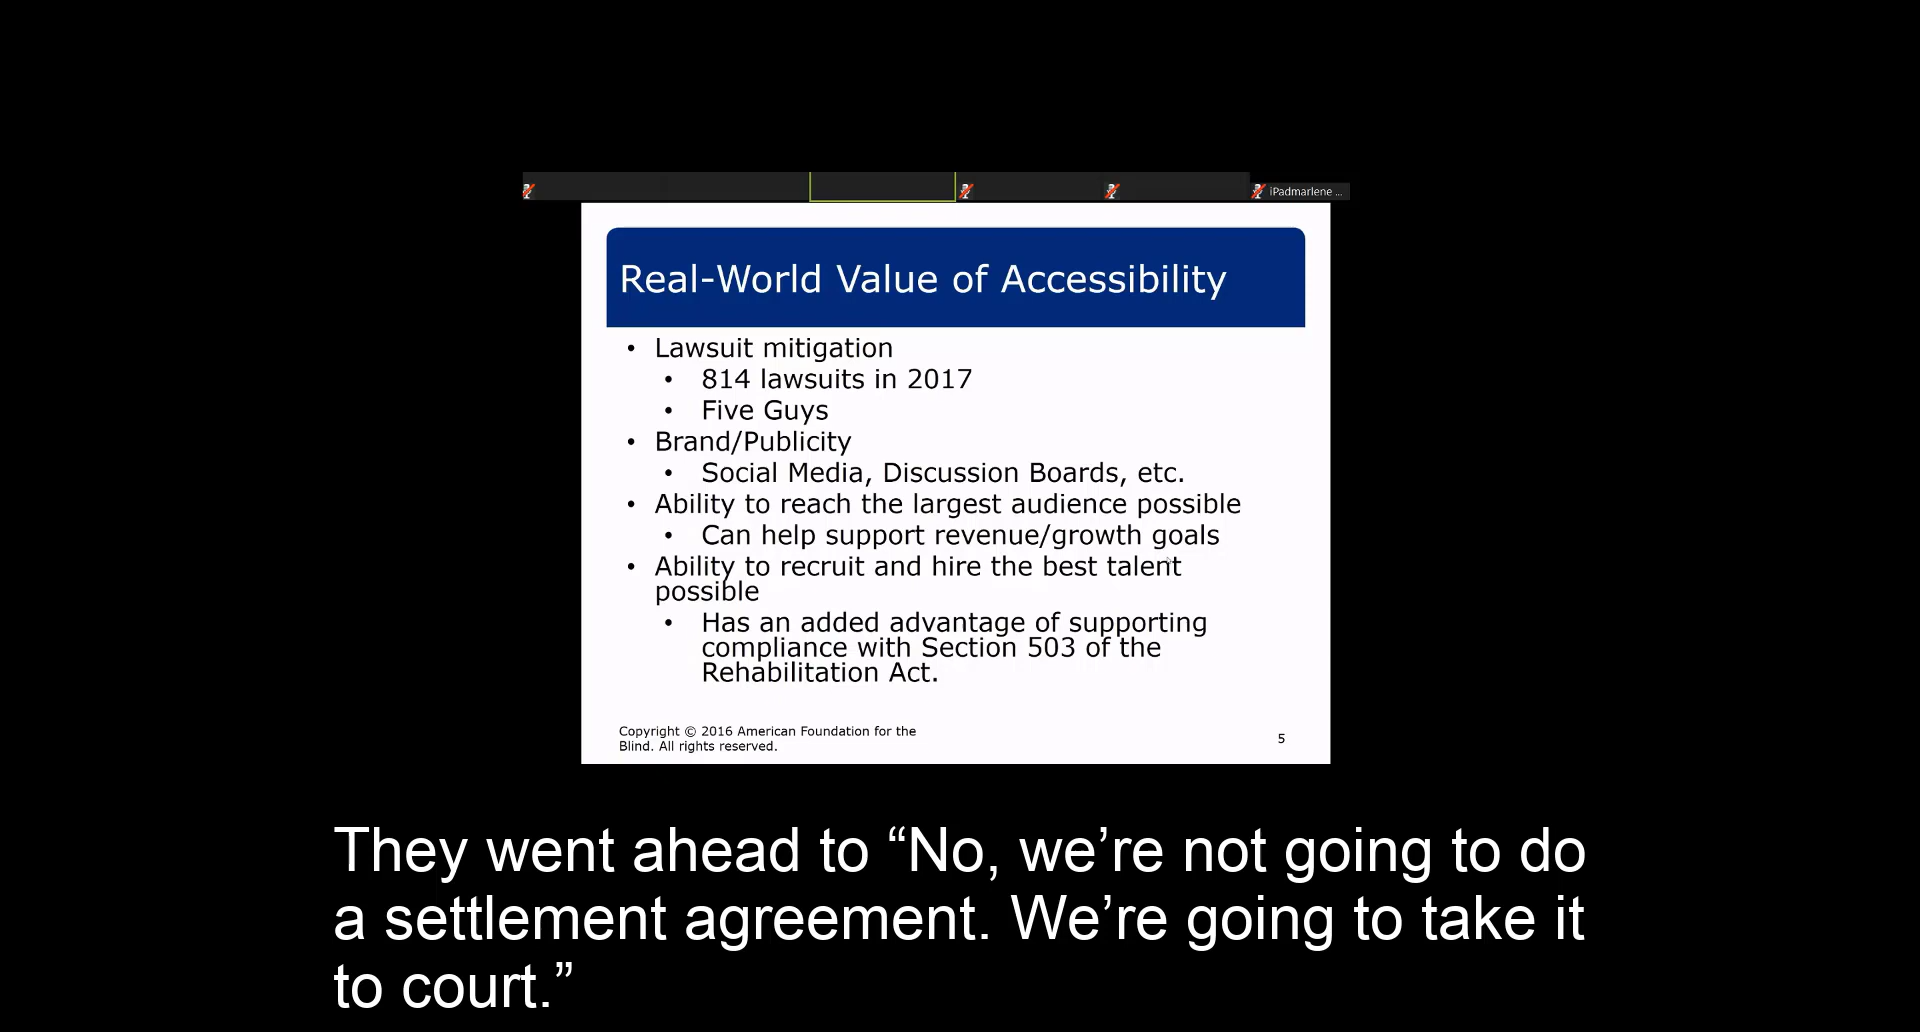 iPadmarlene ...
Real-World Value of Accessibility
• Lawsuit mitigation
• 814 lawsuits in 2017
• Five Guys
• Brand/Publicity
• Social Media, Discussion Boards, etc.
• Ability to reach the largest audience possible
• Can help support revenue/growth goals
• Ability to recruit and hire the best talent
possible
• Has an added advantage of supporting
compliance with Section 503 of the
Rehabilitation Act.
Copyright © 2016 American Foundation for the
Blind. All rights reserved.
5
They went ahead to “No, we’re not going to do
a settlement agreement. We’re going to take it
to court.”